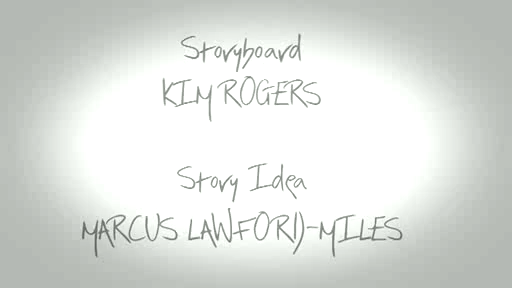 Storyboard
KIM ROGERS
Story Idea
MARCUS LAWFORD-MILES